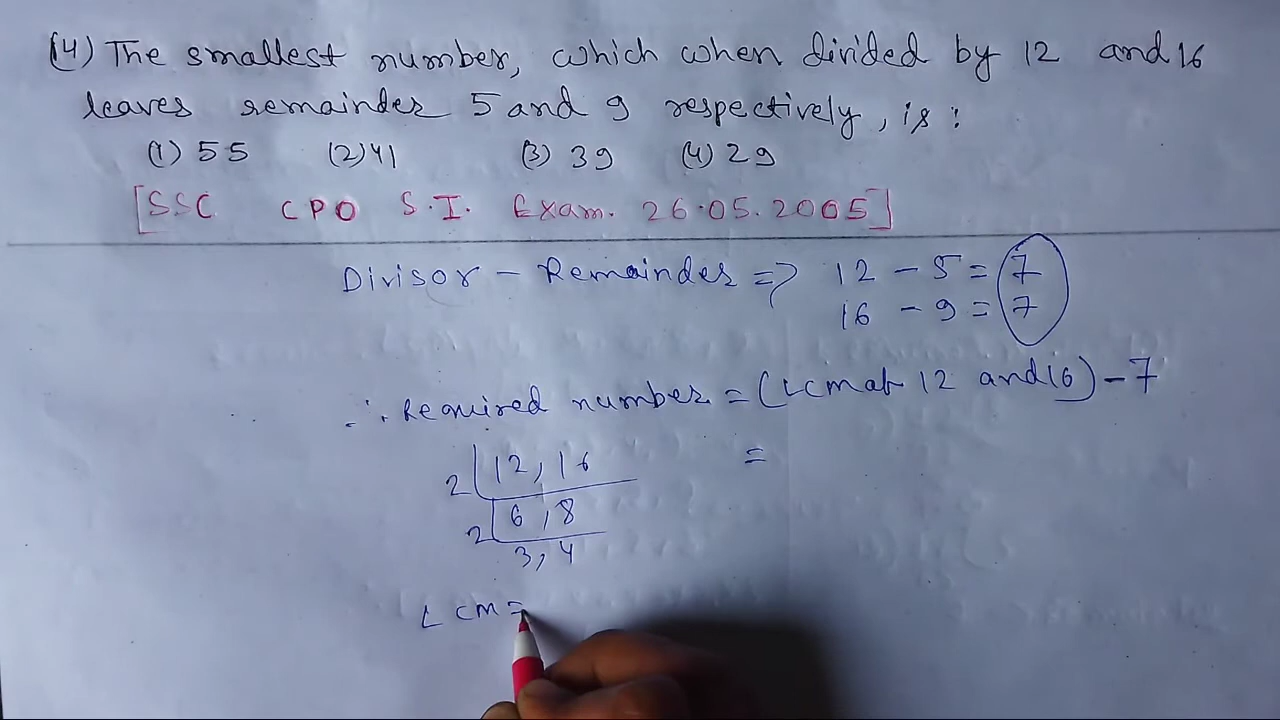 (4) The smallest number, which when divided by 12 and 16
leaves remainder 5 and 9 respectively, is :
(1) 55 (2) 41 (3) 39 (4) 29
[SSC CPO S.I. Exam. 26.05.2005]
Divisor - Remainder => 12 - 5 = 7
16 - 9 = 7
∴ Required number = (LCM of 12 and 16) - 7
=
2 12, 16
2 6, 8
3, 4
LCM =